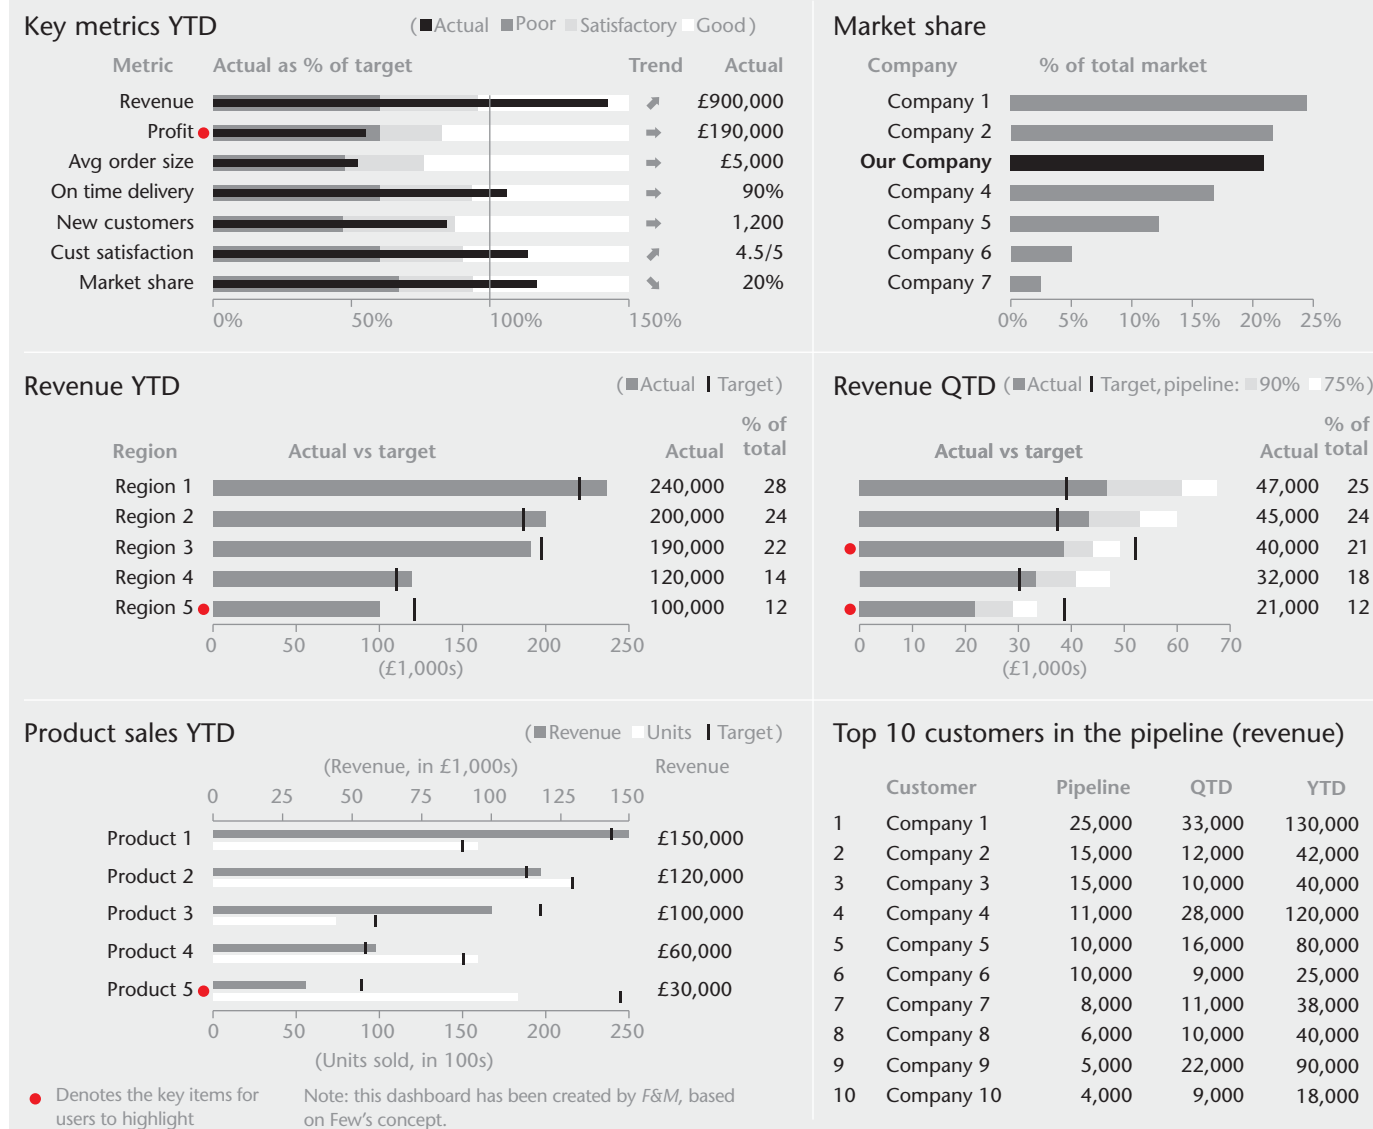 Key metrics YTD
( Actual Poor Satisfactory Good )
Metric Actual as % of target Trend Actual
Revenue £900,000
Profit £190,000
Avg order size £5,000
On time delivery 90%
New customers 1,200
Cust satisfaction 4.5/5
Market share 20%
0% 50% 100% 150%
Market share
Company % of total market
Company 1
Company 2
Our Company
Company 4
Company 5
Company 6
Company 7
0% 5% 10% 15% 20% 25%
Revenue YTD
( Actual Target )
Region Actual vs target Actual % of total
Region 1 240,000 28
Region 2 200,000 24
Region 3 190,000 22
Region 4 120,000 14
Region 5 100,000 12
0 50 100 150 200 250
(£1,000s)
Revenue QTD ( Actual Target, pipeline: 90% 75%)
Actual vs target Actual % of total
47,000 25
45,000 24
40,000 21
32,000 18
21,000 12
0 10 20 30 40 50 60 70
(£1,000s)
Product sales YTD
( Revenue Units Target )
(Revenue, in £1,000s) Revenue
0 25 50 75 100 125 150
Product 1 £150,000
Product 2 £120,000
Product 3 £100,000
Product 4 £60,000
Product 5 £30,000
0 50 100 150 200 250
(Units sold, in 100s)
Denotes the key items for
users to highlight
Note: this dashboard has been created by F&M, based
on Few's concept.
Top 10 customers in the pipeline (revenue)
Customer Pipeline QTD YTD
1 Company 1 25,000 33,000 130,000
2 Company 2 15,000 12,000 42,000
3 Company 3 15,000 10,000 40,000
4 Company 4 11,000 28,000 120,000
5 Company 5 10,000 16,000 80,000
6 Company 6 10,000 9,000 25,000
7 Company 7 8,000 11,000 38,000
8 Company 8 6,000 10,000 40,000
9 Company 9 5,000 22,000 90,000
10 Company 10 4,000 9,000 18,000